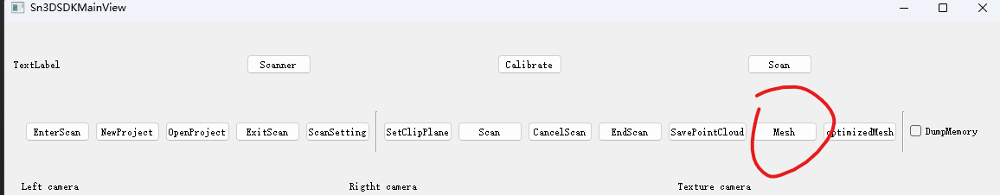 Sn3DSDKMainView
TextLabel Scanner Calibrate Scan
EnterScan NewProject OpenProject ExitScan ScanSetting SetClipPlane Scan CancelScan EndScan SavePointCloud Mesh optimizedMesh DumpMemory
Left camera Rigtht camera Texture camera